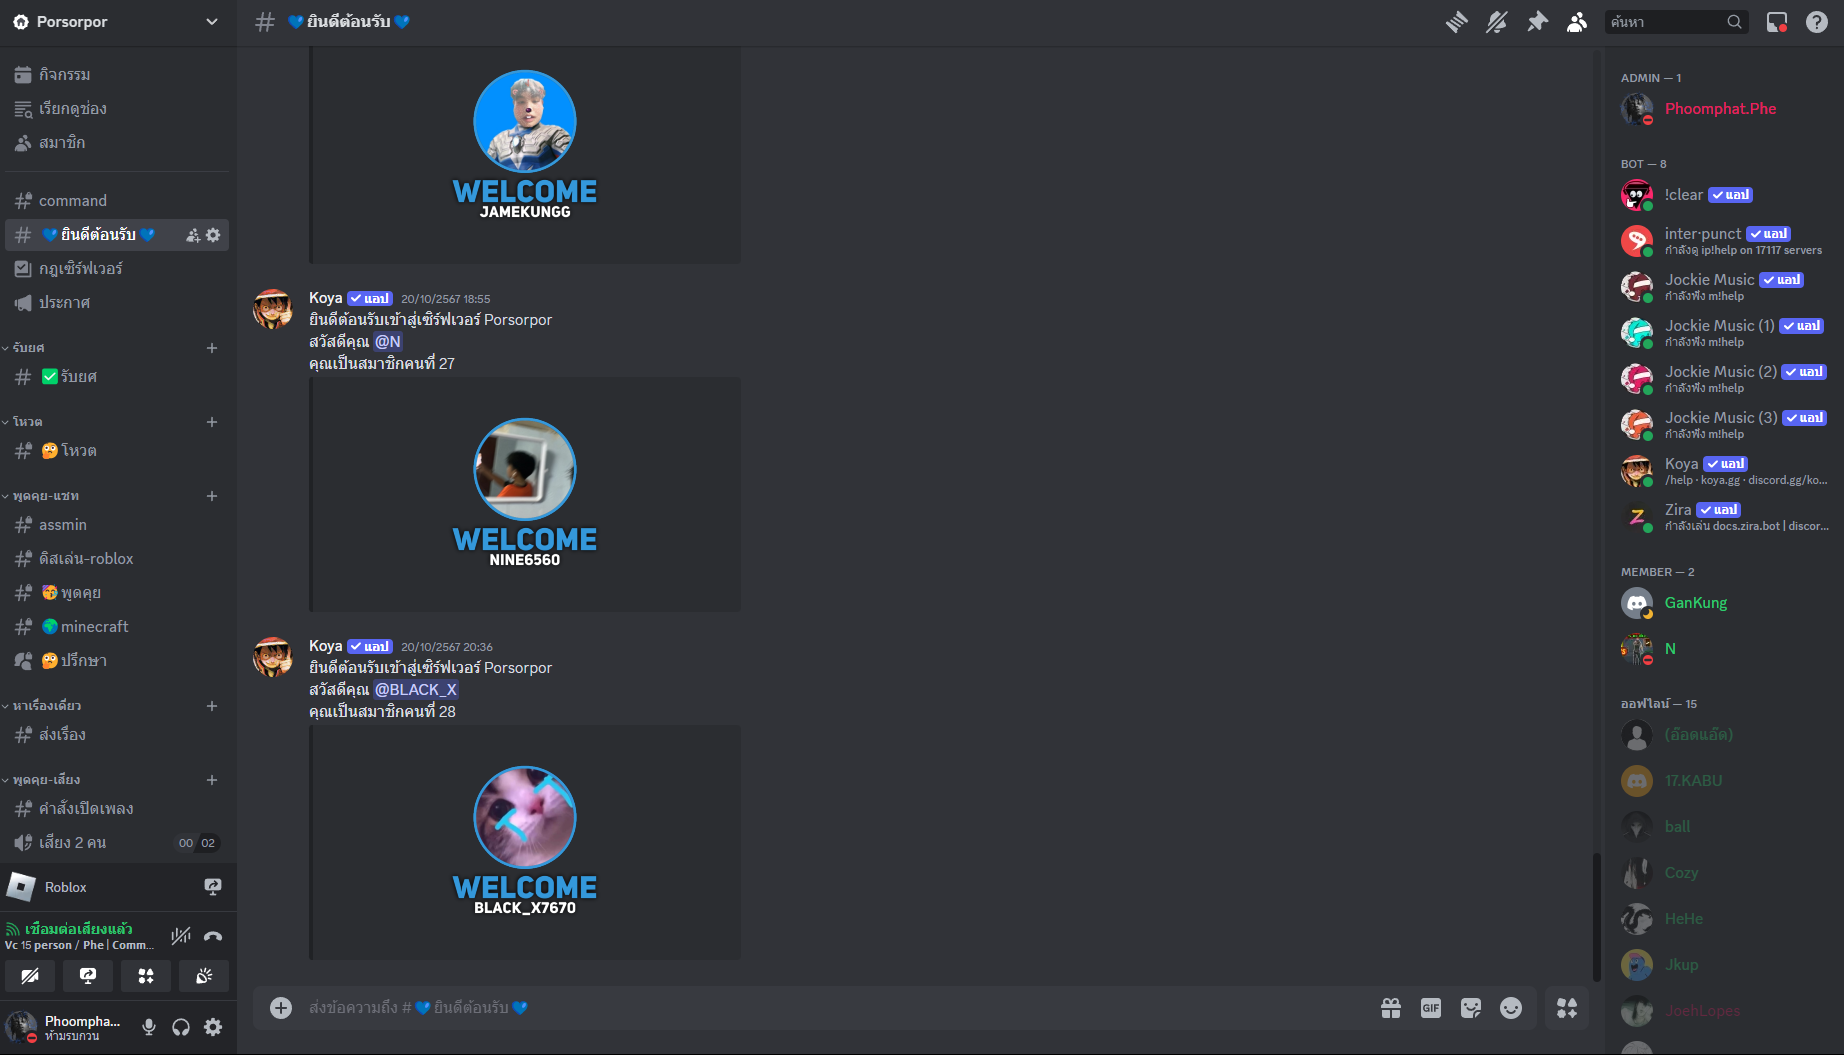 Porsorpor
กิจกรรม
เรียกดูช่อง
สมาชิก
command
💙ยินดีต้อนรับ💙
กฎเซิร์ฟเวอร์
ประกาศ
รับยศ
✅รับยศ
โหวต
🤔โหวต
พูดคุย-แชท
assmin
ดิสเล่น-roblox
🥳พูดคุย
🌍minecraft
🤔ปรึกษา
หาเรื่องเดี่ยว
ส่งเรื่อง
พูดคุย-เสียง
คำสั่งเปิดเพลง
เสียง 2 คน
00 02
Roblox
เชื่อมต่อเสียงแล้ว
Vc 15 person / Phe | Comm...
Phoompha...
ห้ามรบกวน
💙ยินดีต้อนรับ💙
ค้นหา
WELCOME
JAMEKUNGG
Koya แอป 20/10/2567 18:55
ยินดีต้อนรับเข้าสู่เซิร์ฟเวอร์ Porsorpor
สวัสดีคุณ @N
คุณเป็นสมาชิกคนที่ 27
WELCOME
NINE6560
Koya แอป 20/10/2567 20:36
ยินดีต้อนรับเข้าสู่เซิร์ฟเวอร์ Porsorpor
สวัสดีคุณ @BLACK_X
คุณเป็นสมาชิกคนที่ 28
WELCOME
BLACK_X7670
ส่งข้อความถึง #💙ยินดีต้อนรับ💙
GIF
ADMIN — 1
Phoomphat.Phe
BOT — 8
!clear แอป
inter·punct แอป
กำลังดู ip!help on 17117 servers
Jockie Music แอป
กำลังฟัง m!help
Jockie Music (1) แอป
กำลังฟัง m!help
Jockie Music (2) แอป
กำลังฟัง m!help
Jockie Music (3) แอป
กำลังฟัง m!help
Koya แอป
/help · koya.gg · discord.gg/ko...
Zira แอป
กำลังเล่น docs.zira.bot | discor...
MEMBER — 2
GanKung
N
ออฟไลน์ — 15
(อ๊อดแอ๊ด)
17.KABU
ball
Cozy
HeHe
Jkup
JoehLopes